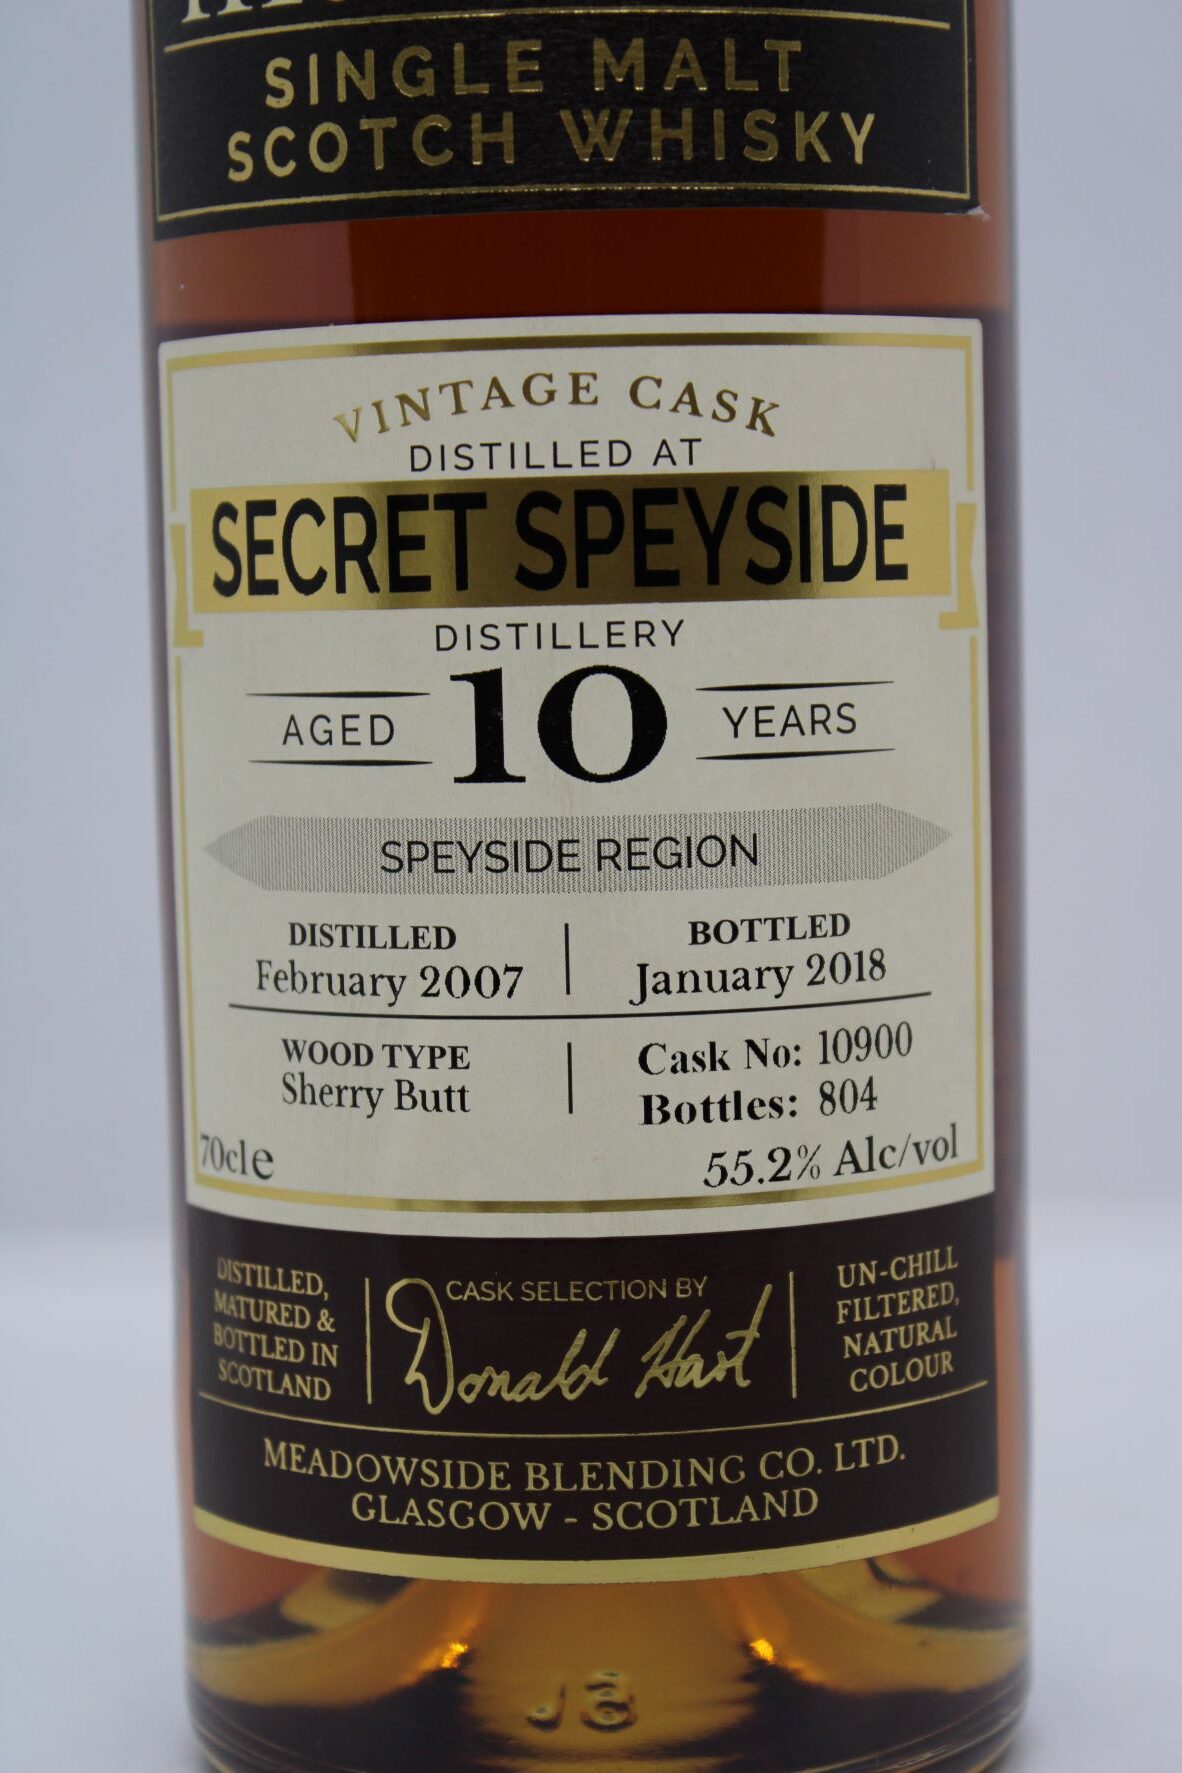 SINGLE MALT
SCOTCH WHISKY
VINTAGE CASK
DISTILLED AT
SECRET SPEYSIDE
DISTILLERY
AGED 10 YEARS
SPEYSIDE REGION
DISTILLED
February 2007
BOTTLED
January 2018
WOOD TYPE
Sherry Butt
Cask No: 10900
Bottles: 804
70cl e
55.2% Alc/vol
DISTILLED,
MATURED &
BOTTLED IN
SCOTLAND
CASK SELECTION BY
Donald Hart
UN-CHILL
FILTERED,
NATURAL
COLOUR
MEADOWSIDE BLENDING CO. LTD.
GLASGOW - SCOTLAND